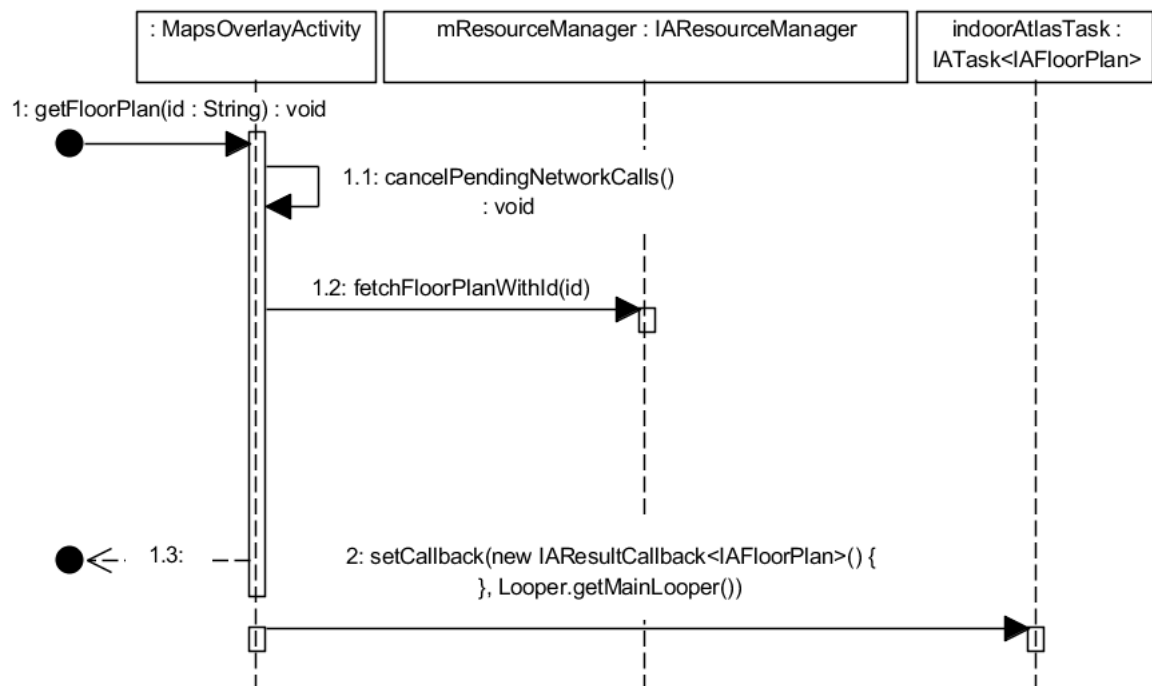 : MapsOverlayActivity
mResourceManager : IAResourceManager
indoorAtlasTask :
IATask<IAFloorPlan>
1: getFloorPlan(id : String) : void
1.1: cancelPendingNetworkCalls()
: void
1.2: fetchFloorPlanWithId(id)
1.3:
2: setCallback(new IAResultCallback<IAFloorPlan>() {
}, Looper.getMainLooper())